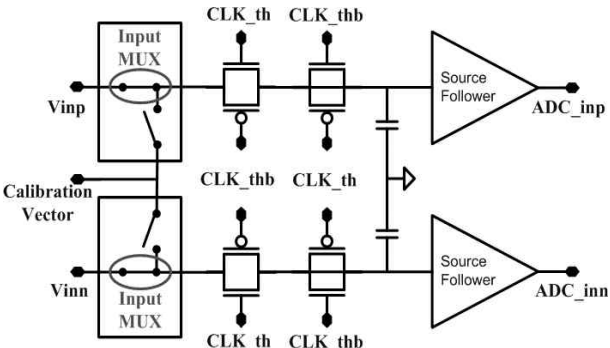 CLK_th
CLK_thb
Input
MUX
Vinp
Source
Follower
ADC_inp
CLK_thb
CLK_th
Calibration
Vector
Vinn
Input
MUX
Source
Follower
ADC_inn
CLK_th
CLK_thb